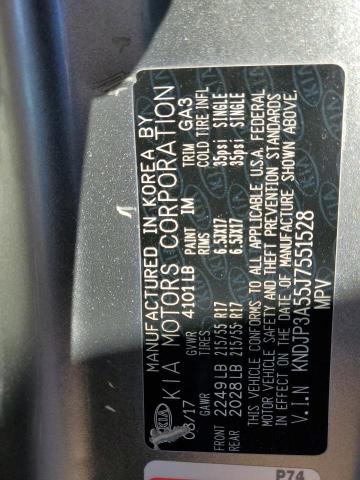 MANUFACTURED IN KOREA BY
KIA MOTORS CORPORATION
08/17 GVWR 4101LB PAINT IM TRIM GA3
GAWR RIMS COLD TIRE INFL
FRONT 2249LB 215/55 R17 6.5JX17 35psi SINGLE
REAR 2028LB 215/55 R17 6.5JX17 35psi SINGLE
THIS VEHICLE CONFORMS TO ALL APPLICABLE U.S.A. FEDERAL
MOTOR VEHICLE SAFETY AND THEFT PREVENTION STANDARDS
IN EFFECT ON THE DATE OF MANUFACTURE SHOWN ABOVE.
V.I.N KNDJP3A55J7551528
MPV
KIA
P74